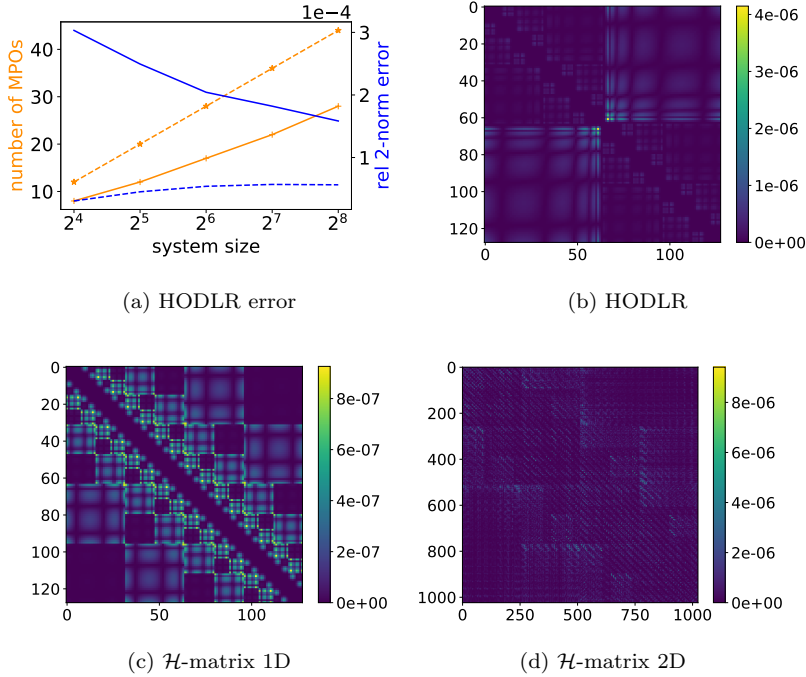 1e−4
number of MPOs
40
30
20
10
3
2
1
rel 2-norm error
2^4 2^5 2^6 2^7 2^8
system size
(a) HODLR error
0
20
40
60
80
100
120
0 50 100
4e-06
3e-06
2e-06
1e-06
0e+00
(b) HODLR
0
20
40
60
80
100
120
0 50 100
8e-07
6e-07
4e-07
2e-07
0e+00
(c) ℋ-matrix 1D
0
200
400
600
800
1000
0 250 500 750 1000
8e-06
6e-06
4e-06
2e-06
0e+00
(d) ℋ-matrix 2D